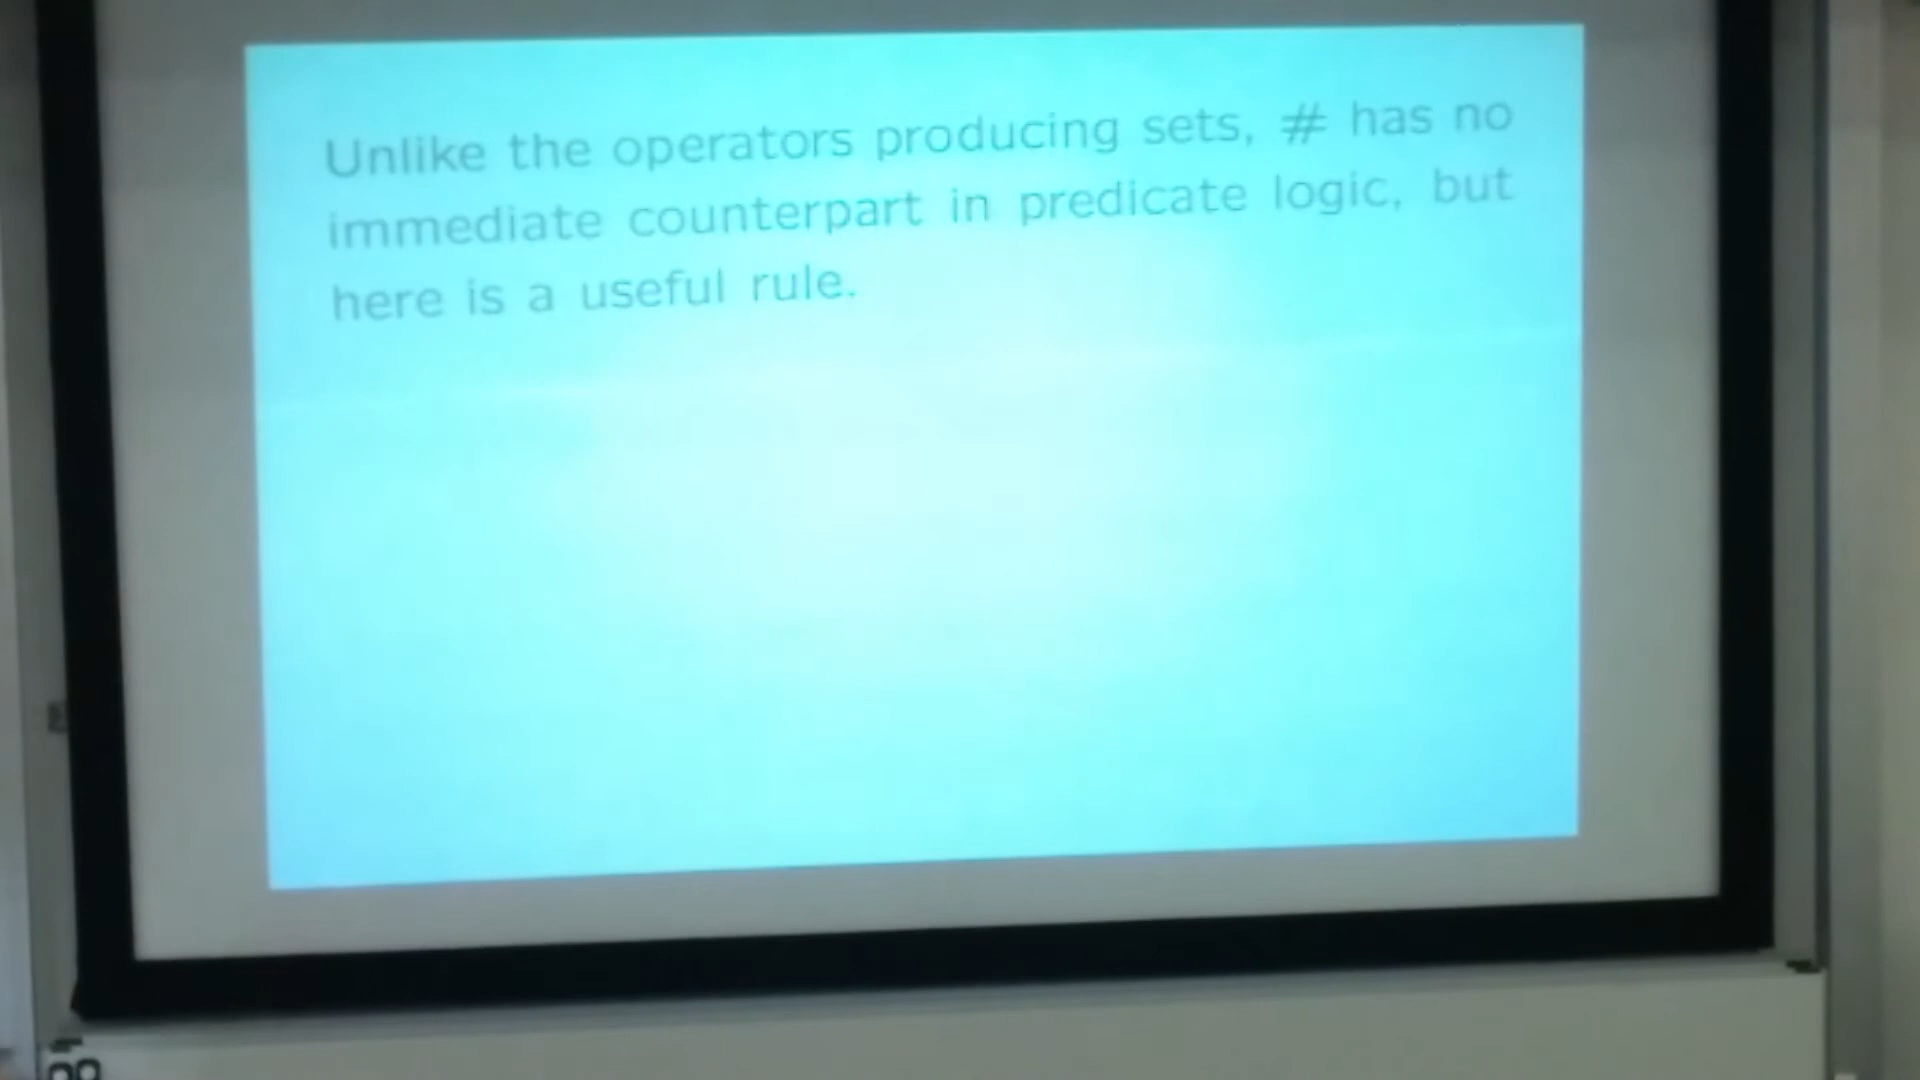 Unlike the operators producing sets, # has no
immediate counterpart in predicate logic, but
here is a useful rule.